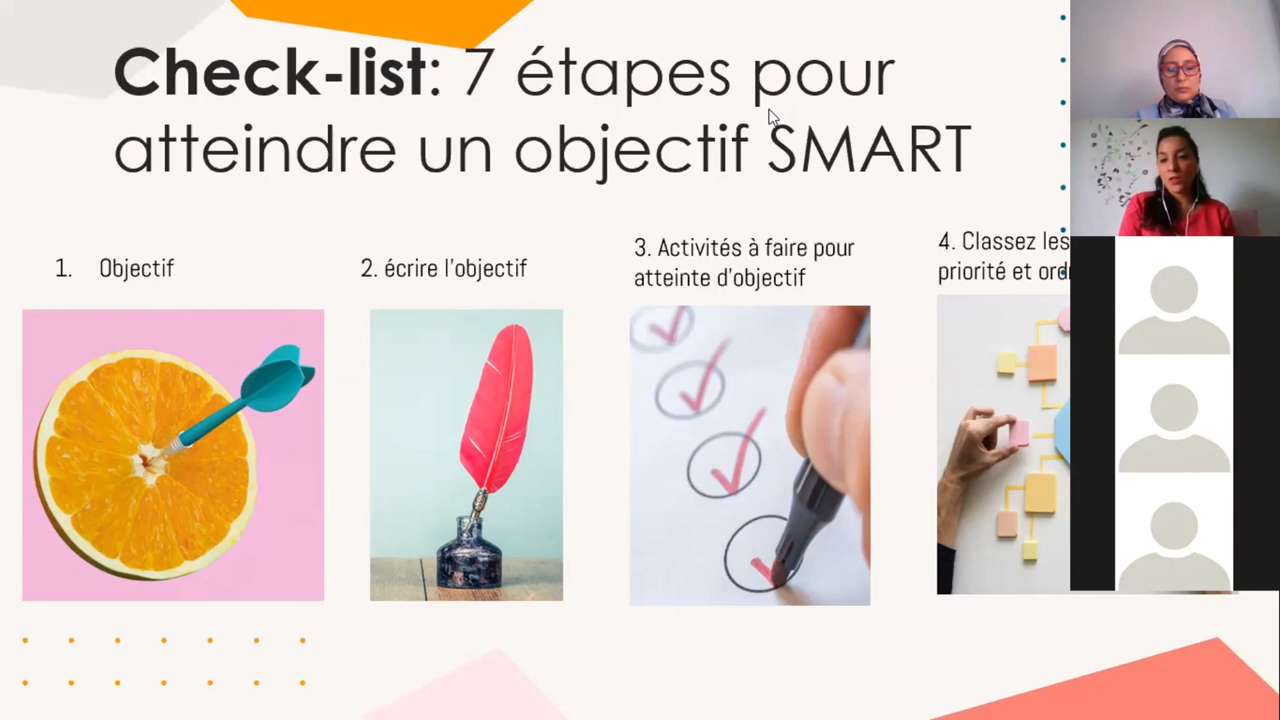 Check-list: 7 étapes pour
atteindre un objectif SMART
1. Objectif
2. écrire l'objectif
3. Activités à faire pour
atteinte d'objectif
4. Classez les
priorité et